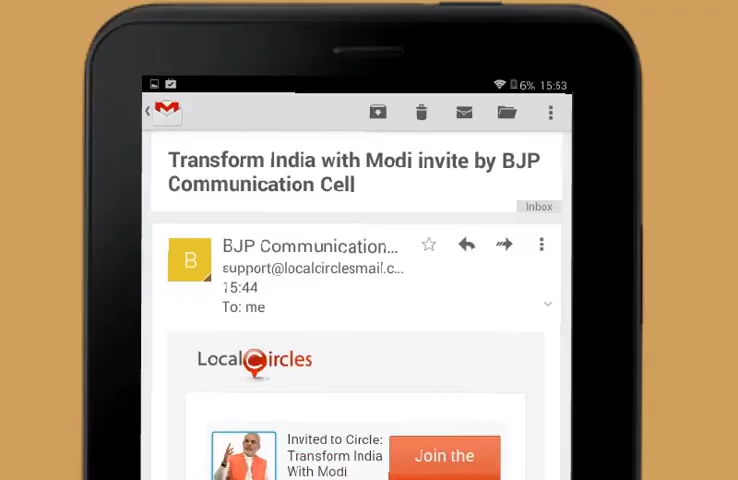 6% 15:53
Transform India with Modi invite by BJP
Communication Cell
Inbox
B
BJP Communication...
support@localcirclesmail.c...
15:44
To: me
LocalCircles
Invited to Circle:
Transform India
With Modi
Join the